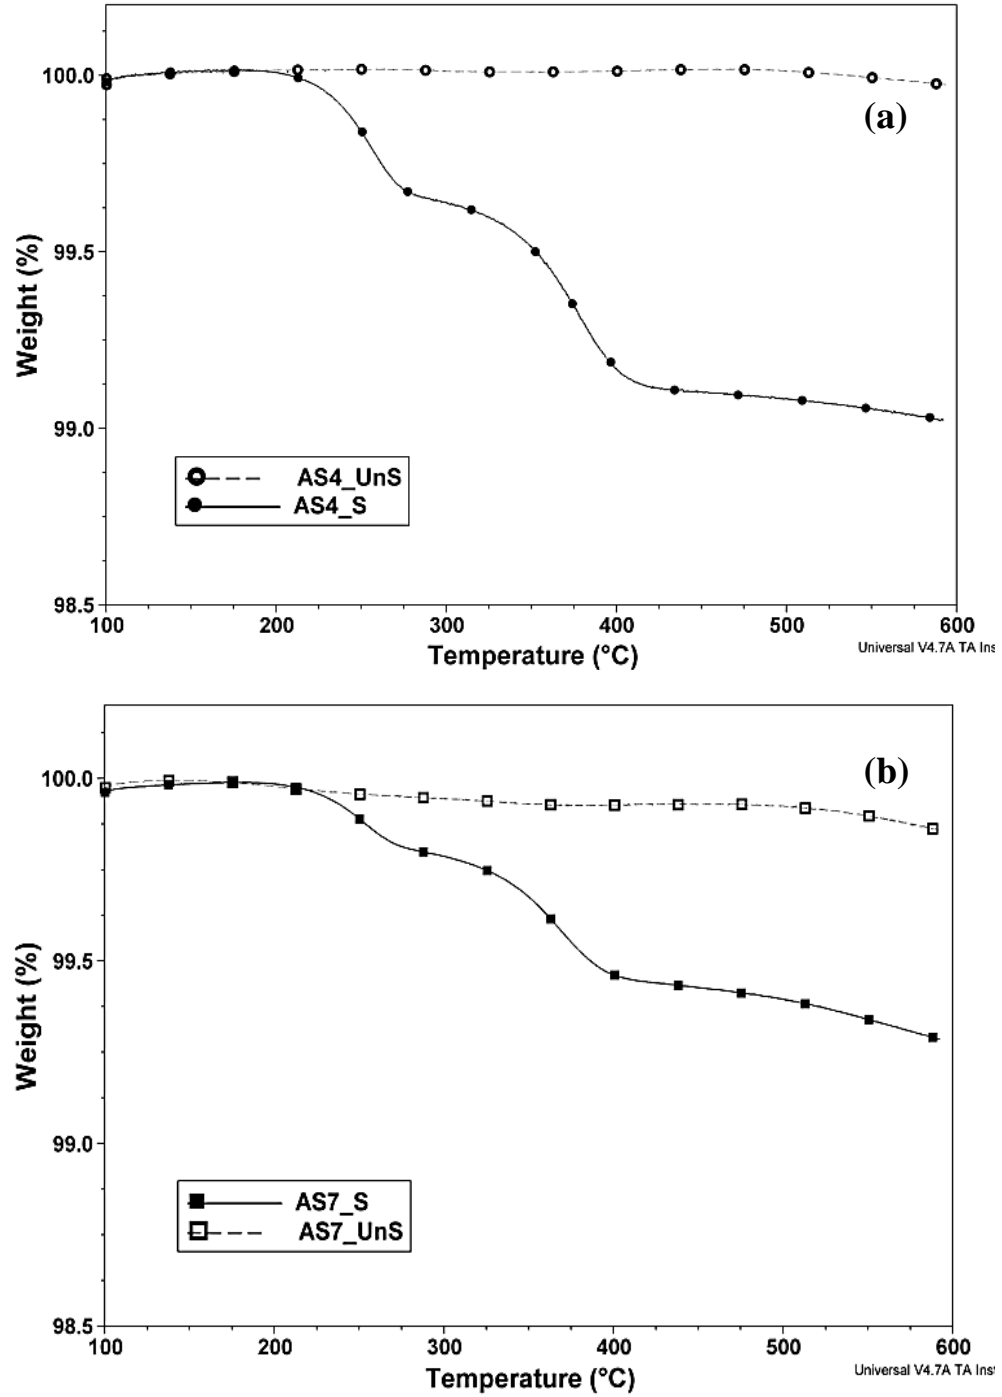 (a)
100.0
99.5
99.0
98.5
Weight (%)
AS4_UnS
AS4_S
100 200 300 400 500 600
Temperature (°C)
Universal V4.7A TA Ins
(b)
100.0
99.5
99.0
98.5
Weight (%)
AS7_S
AS7_UnS
100 200 300 400 500 600
Temperature (°C)
Universal V4.7A TA Inst